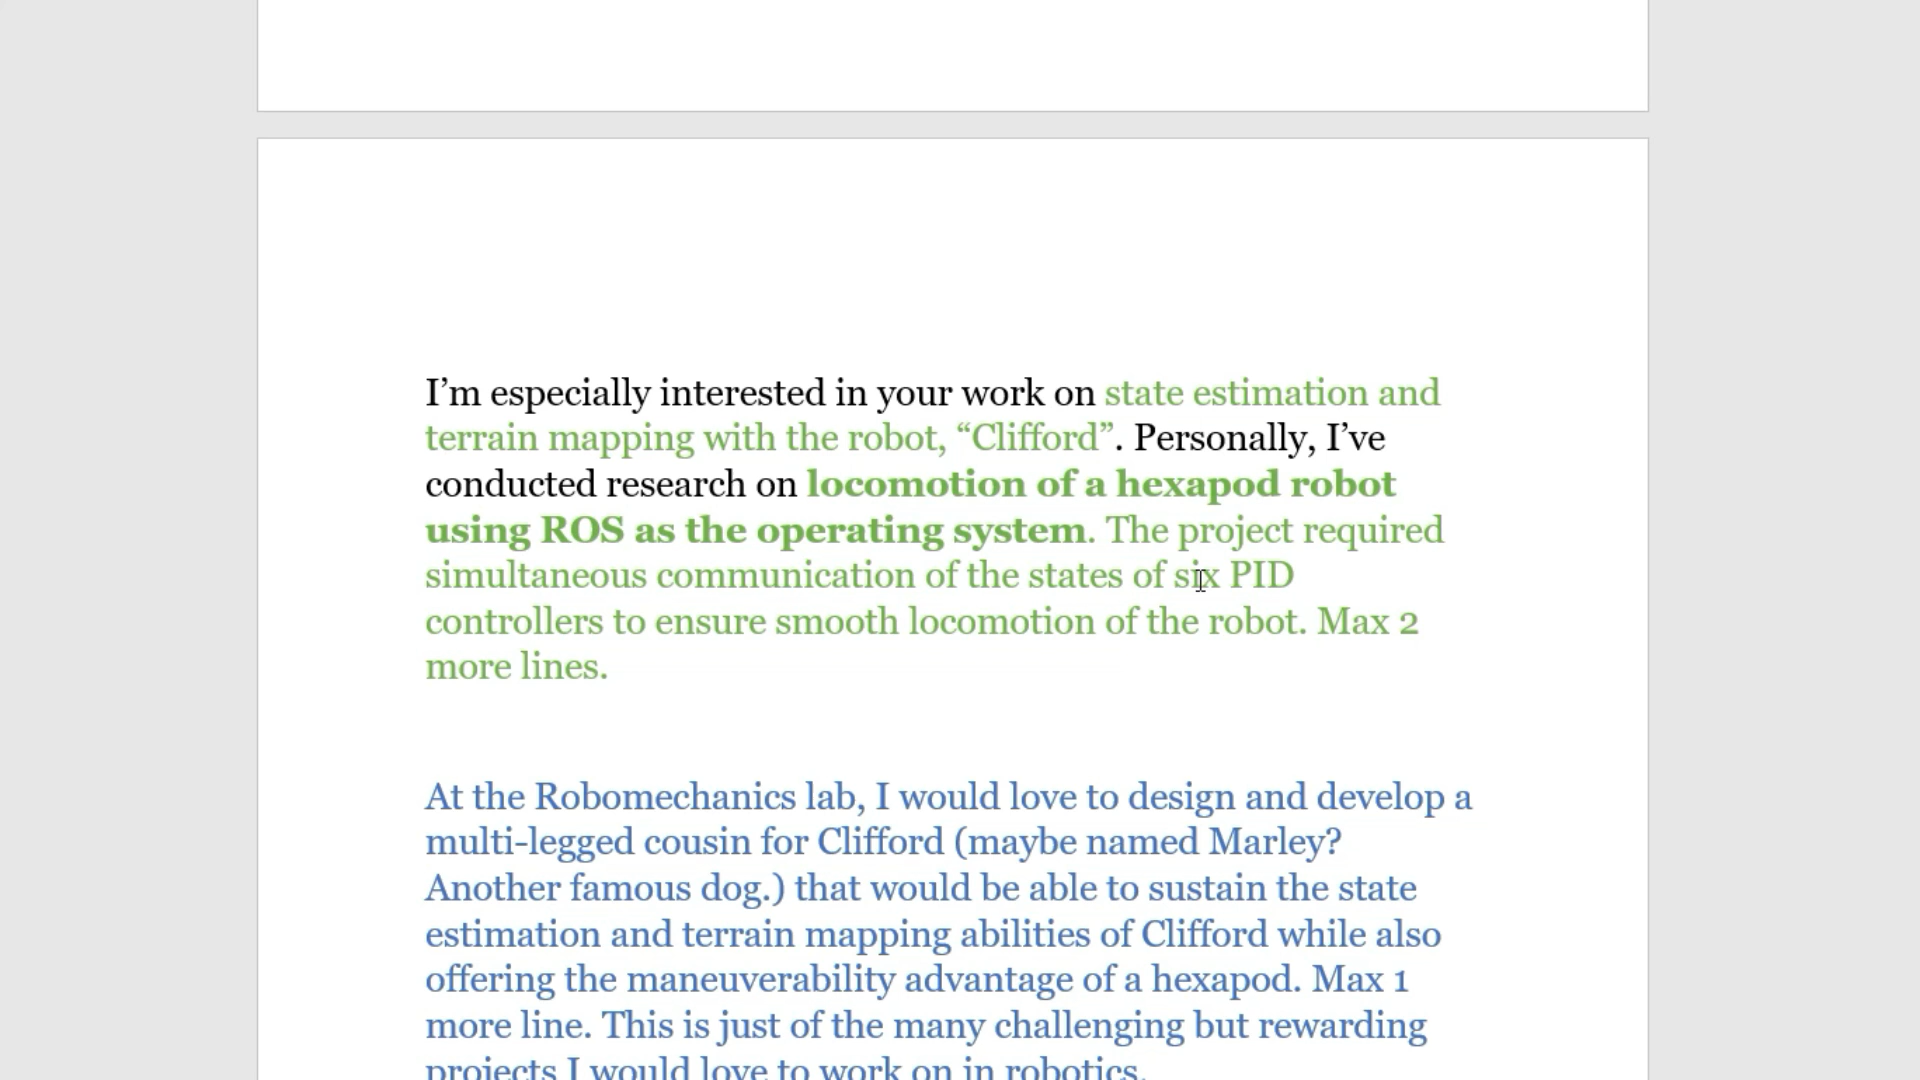 I’m especially interested in your work on state estimation and
terrain mapping with the robot, “Clifford”. Personally, I’ve
conducted research on locomotion of a hexapod robot
using ROS as the operating system. The project required
simultaneous communication of the states of six PID
controllers to ensure smooth locomotion of the robot. Max 2
more lines.
At the Robomechanics lab, I would love to design and develop a
multi-legged cousin for Clifford (maybe named Marley?
Another famous dog.) that would be able to sustain the state
estimation and terrain mapping abilities of Clifford while also
offering the maneuverability advantage of a hexapod. Max 1
more line. This is just of the many challenging but rewarding
projects I would love to work on in robotics.